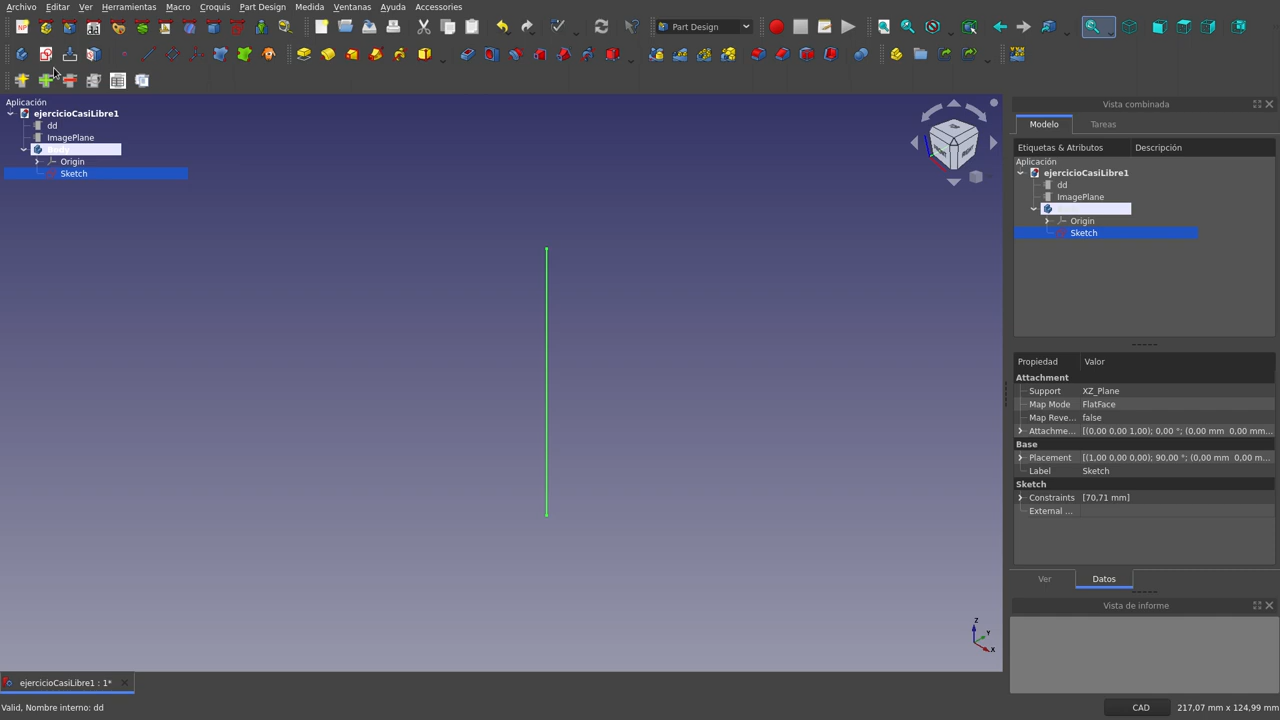 Archivo Editar Ver Herramientas Macro Croquis Part Design Medida Ventanas Ayuda Accessories
Part Design
Aplicación
ejercicioCasiLibre1
dd
ImagePlane
Body
Origin
Sketch
Vista combinada
Modelo Tareas
Etiquetas & Atributos Descripción
Aplicación
ejercicioCasiLibre1
dd
ImagePlane
Origin
Sketch
Propiedad Valor
Attachment
Support XZ_Plane
Map Mode FlatFace
Map Reve... false
Attachme... [(0,00 0,00 1,00); 0,00 °; (0,00 mm 0,00 mm...
Base
Placement [(1,00 0,00 0,00); 90,00 °; (0,00 mm 0,00 m...
Label Sketch
Sketch
Constraints [70,71 mm]
External ...
Ver Datos
Vista de informe
Z
Y
X
ejercicioCasiLibre1 : 1*
Valid, Nombre interno: dd
CAD 217,07 mm x 124,99 mm